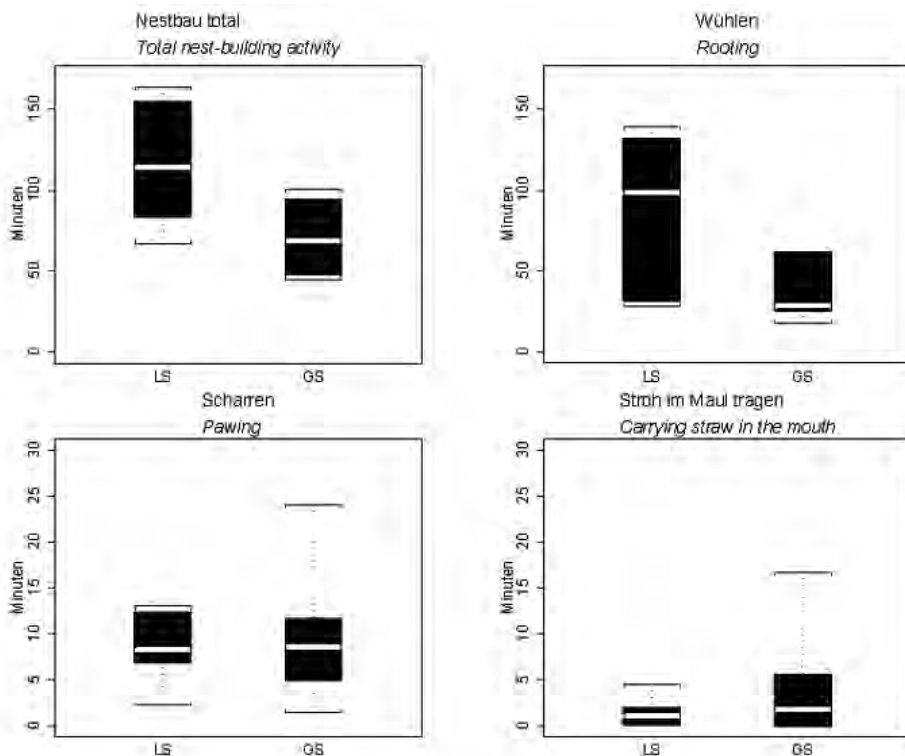 Nestbau total
Total nest-building activity
Minuten
150
100
50
0
LS
GS
Wühlen
Rooting
Minuten
150
100
50
0
LS
GS
Scharren
Pawing
Minuten
30
25
20
15
10
5
0
LS
GS
Stroh im Maul tragen
Carrying straw in the mouth
Minuten
30
25
20
15
10
5
0
LS
GS